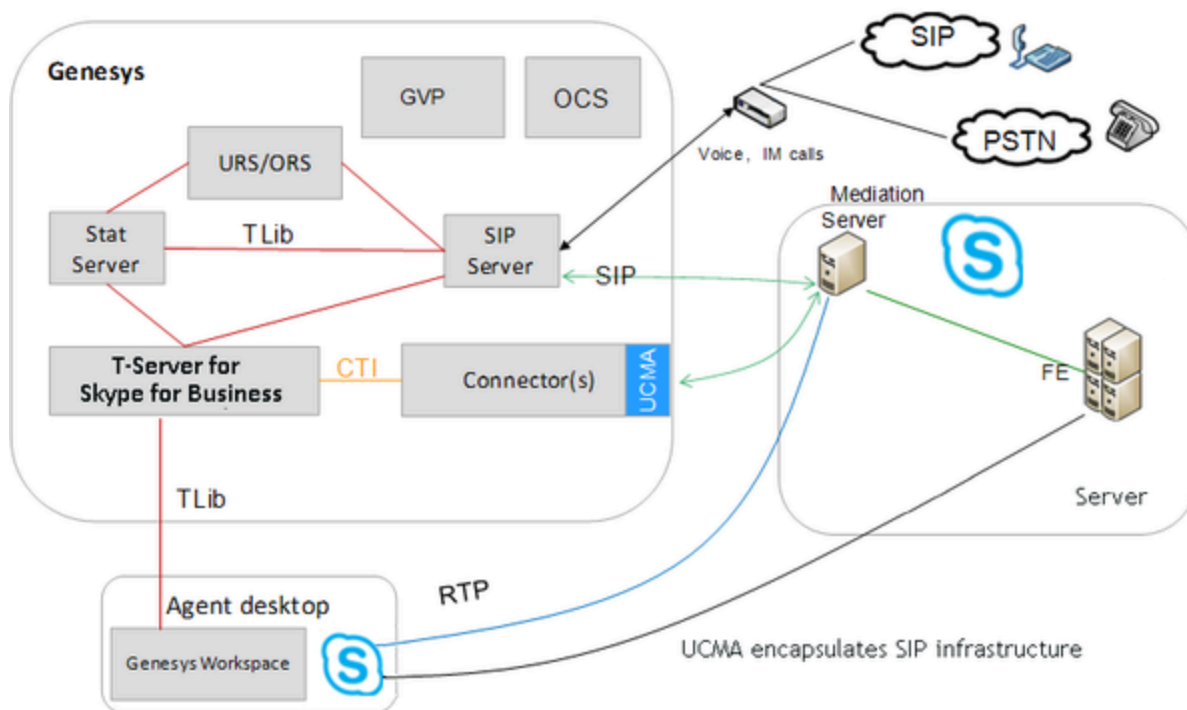 Genesys
GVP
OCS
SIP
PSTN
Voice, IM calls
URS/ORS
Stat
Server
TLib
SIP
Server
SIP
Mediation
Server
S
FE
Server
T-Server for
Skype for Business
CTI
Connector(s)
UCMA
TLib
Agent desktop
Genesys Workspace
S
RTP
UCMA encapsulates SIP infrastructure